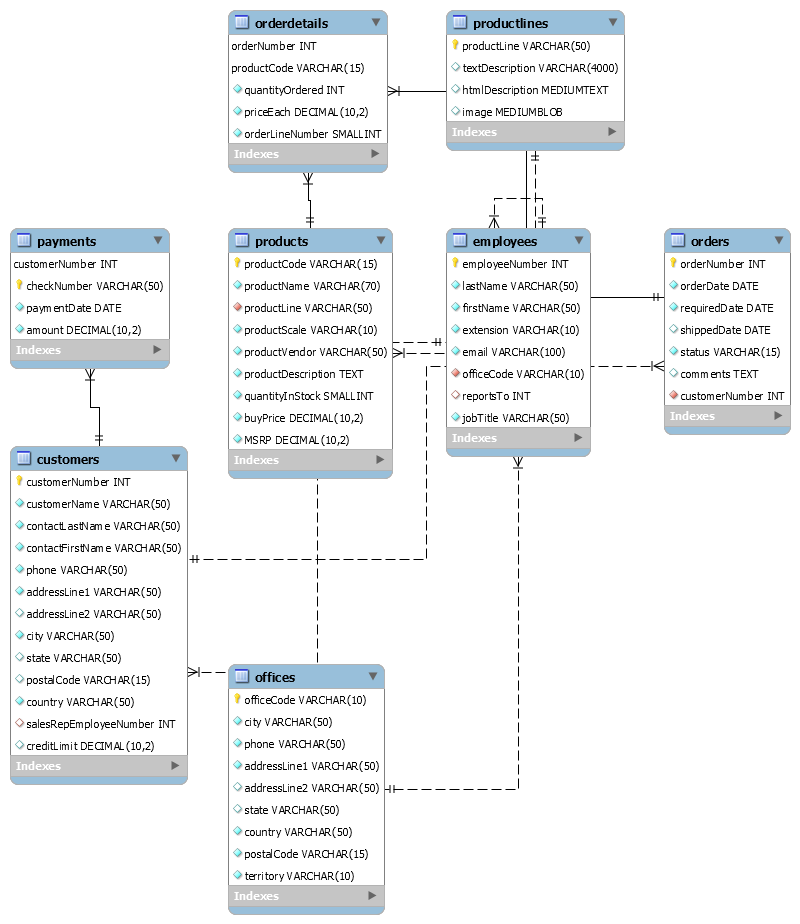 orderdetails
orderNumber INT
productCode VARCHAR(15)
quantityOrdered INT
priceEach DECIMAL(10,2)
orderLineNumber SMALLINT
Indexes
productlines
productLine VARCHAR(50)
textDescription VARCHAR(4000)
htmlDescription MEDIUMTEXT
image MEDIUMBLOB
Indexes
payments
customerNumber INT
checkNumber VARCHAR(50)
paymentDate DATE
amount DECIMAL(10,2)
Indexes
products
productCode VARCHAR(15)
productName VARCHAR(70)
productLine VARCHAR(50)
productScale VARCHAR(10)
productVendor VARCHAR(50)
productDescription TEXT
quantityInStock SMALLINT
buyPrice DECIMAL(10,2)
MSRP DECIMAL(10,2)
Indexes
employees
employeeNumber INT
lastName VARCHAR(50)
firstName VARCHAR(50)
extension VARCHAR(10)
email VARCHAR(100)
officeCode VARCHAR(10)
reportsTo INT
jobTitle VARCHAR(50)
Indexes
orders
orderNumber INT
orderDate DATE
requiredDate DATE
shippedDate DATE
status VARCHAR(15)
comments TEXT
customerNumber INT
Indexes
customers
customerNumber INT
customerName VARCHAR(50)
contactLastName VARCHAR(50)
contactFirstName VARCHAR(50)
phone VARCHAR(50)
addressLine1 VARCHAR(50)
addressLine2 VARCHAR(50)
city VARCHAR(50)
state VARCHAR(50)
postalCode VARCHAR(15)
country VARCHAR(50)
salesRepEmployeeNumber INT
creditLimit DECIMAL(10,2)
Indexes
offices
officeCode VARCHAR(10)
city VARCHAR(50)
phone VARCHAR(50)
addressLine1 VARCHAR(50)
addressLine2 VARCHAR(50)
state VARCHAR(50)
country VARCHAR(50)
postalCode VARCHAR(15)
territory VARCHAR(10)
Indexes